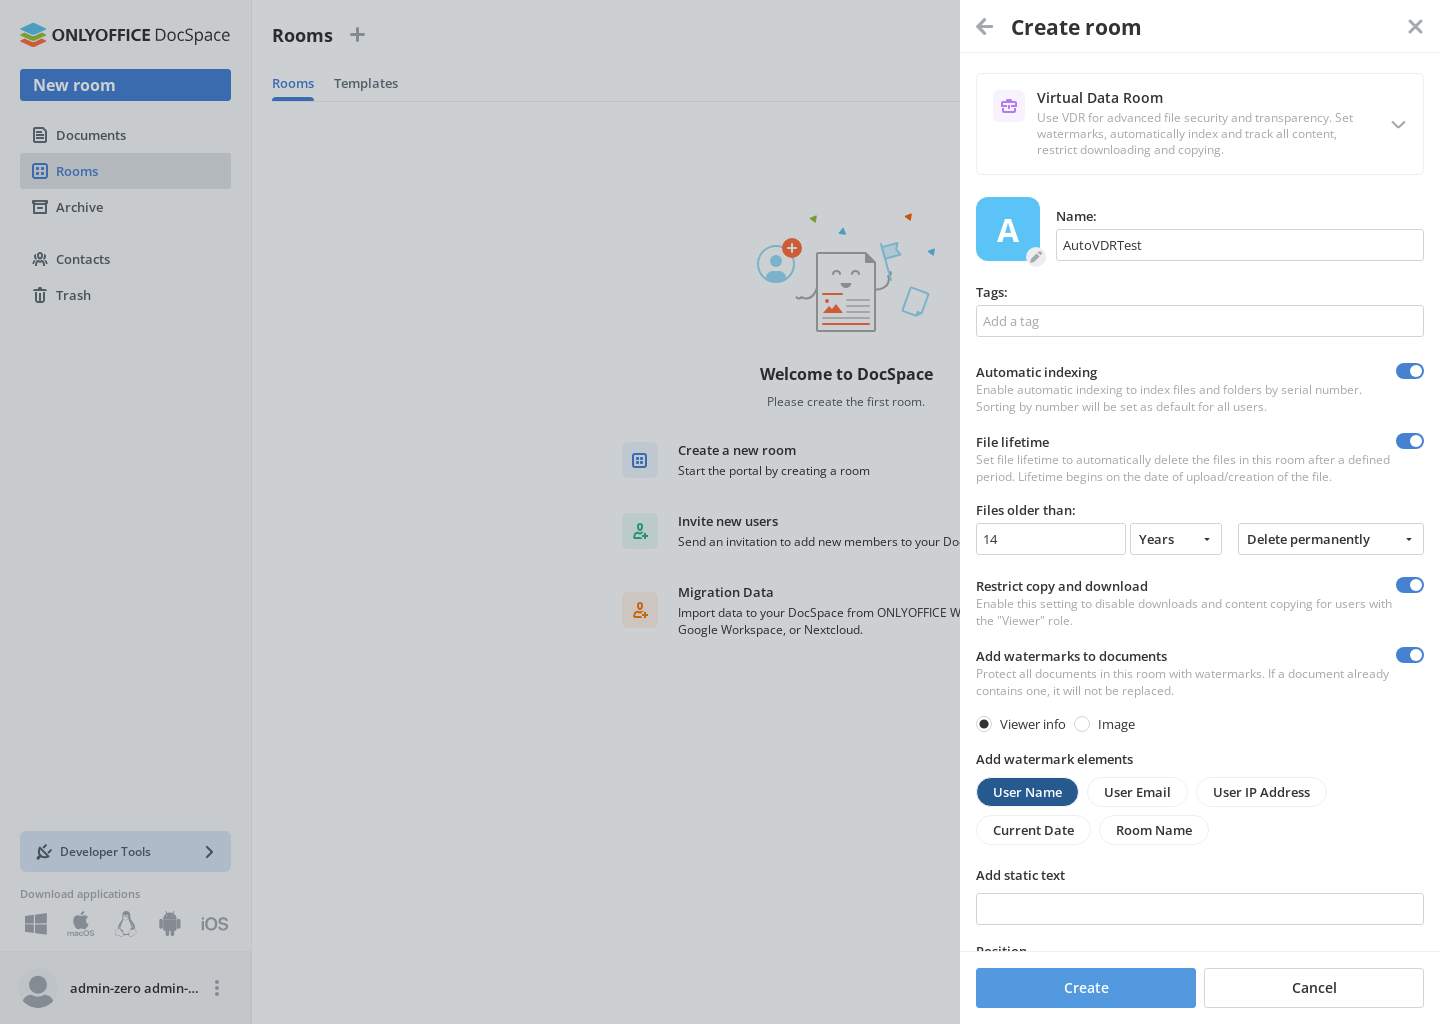 ONLYOFFICE DocSpace
New room
Documents
Rooms
Archive
Contacts
Trash
Developer Tools
Download applications
macOS
iOS
admin-zero admin-...
Rooms
Rooms Templates
Welcome to DocSpace
Please create the first room.
Create a new room
Start the portal by creating a room
Invite new users
Send an invitation to add new members to your Do
Migration Data
Import data to your DocSpace from ONLYOFFICE W
Google Workspace, or Nextcloud.
Create room
Virtual Data Room
Use VDR for advanced file security and transparency. Set
watermarks, automatically index and track all content,
restrict downloading and copying.
A
Name:
AutoVDRTest
Tags:
Add a tag
Automatic indexing
Enable automatic indexing to index files and folders by serial number.
Sorting by number will be set as default for all users.
File lifetime
Set file lifetime to automatically delete the files in this room after a defined
period. Lifetime begins on the date of upload/creation of the file.
Files older than:
14 Years Delete permanently
Restrict copy and download
Enable this setting to disable downloads and content copying for users with
the "Viewer" role.
Add watermarks to documents
Protect all documents in this room with watermarks. If a document already
contains one, it will not be replaced.
Viewer info Image
Add watermark elements
User Name User Email User IP Address
Current Date Room Name
Add static text
Position
Create Cancel